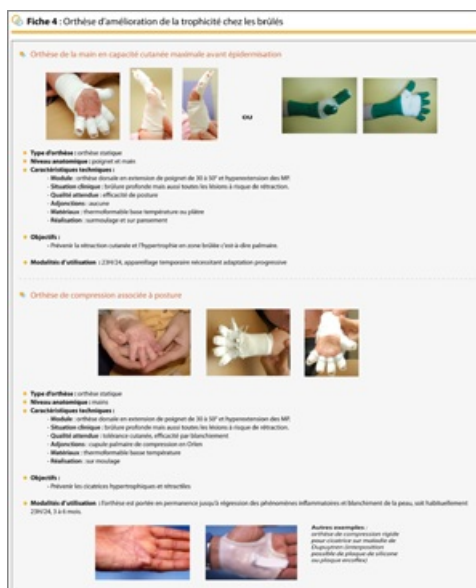 Fiche 4 : Orthèse d'amélioration de la trophicité chez les brûlés
Orthèse de la main en capacité cutanée maximale avant épidermisation
OU
Type d'orthèse : orthèse statique
Niveau anatomique : poignet et main
Caractéristiques techniques :
- Module : orthèse dorsale en extension de poignet de 30 à 50° et hyperextension des MP.
- Situation clinique : brûlure profonde mais aussi toutes les lésions à risque de rétraction.
- Qualité attendue : efficacité de posture
- Adjonctions : aucune
- Matériaux : thermoformable base température ou plâtre
- Réalisation : surmoulage et sur pansement
Objectifs :
- Prévenir la rétraction cutanée et l'hypertrophie en zone brûlée c'est-à-dire palmaire.
Modalités d'utilisation : 23H/24, appareillage temporaire nécessitant adaptation progressive
Orthèse de compression associée à posture
Type d'orthèse : orthèse statique
Niveau anatomique : mains
Caractéristiques techniques :
- Module : orthèse dorsale en extension de poignet de 30 à 50° et hyperextension des MP.
- Situation clinique : brûlure profonde mais aussi toutes les lésions à risque de rétraction.
- Qualité attendue : tolérance cutanée, efficacité par blanchiment
- Adjonctions : cupule palmaire de compression en Orlen
- Matériaux : thermoformable basse température
- Réalisation : sur moulage
Objectifs :
- Prévenir les cicatrices hypertrophiques et rétractiles
Modalités d'utilisation : l'orthèse est portée en permanence jusqu'à régression des phénomènes inflammatoires et blanchiment de la peau, soit habituellement
23H/24, 3 à 6 mois.
Autres exemples :
orthèse de compression rigide
pour cicatrice sur maladie de
Dupuytren (interposition
possible de plaque de silicone
ou plaque